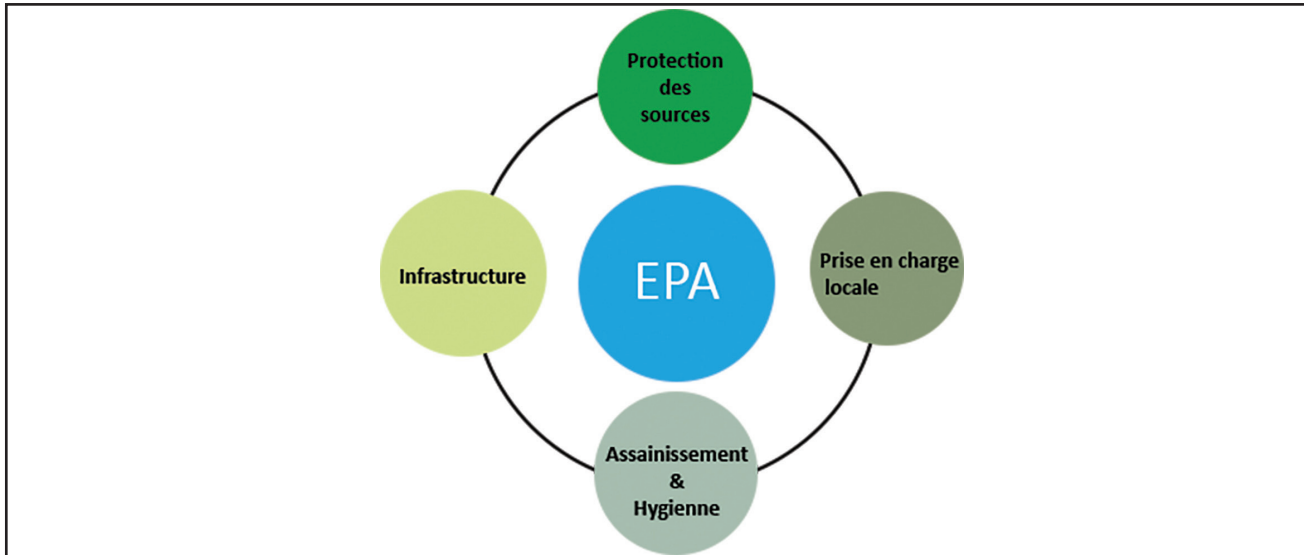 Protection
des
sources
Infrastructure
EPA
Prise en charge
locale
Assainissement
&
Hygienne